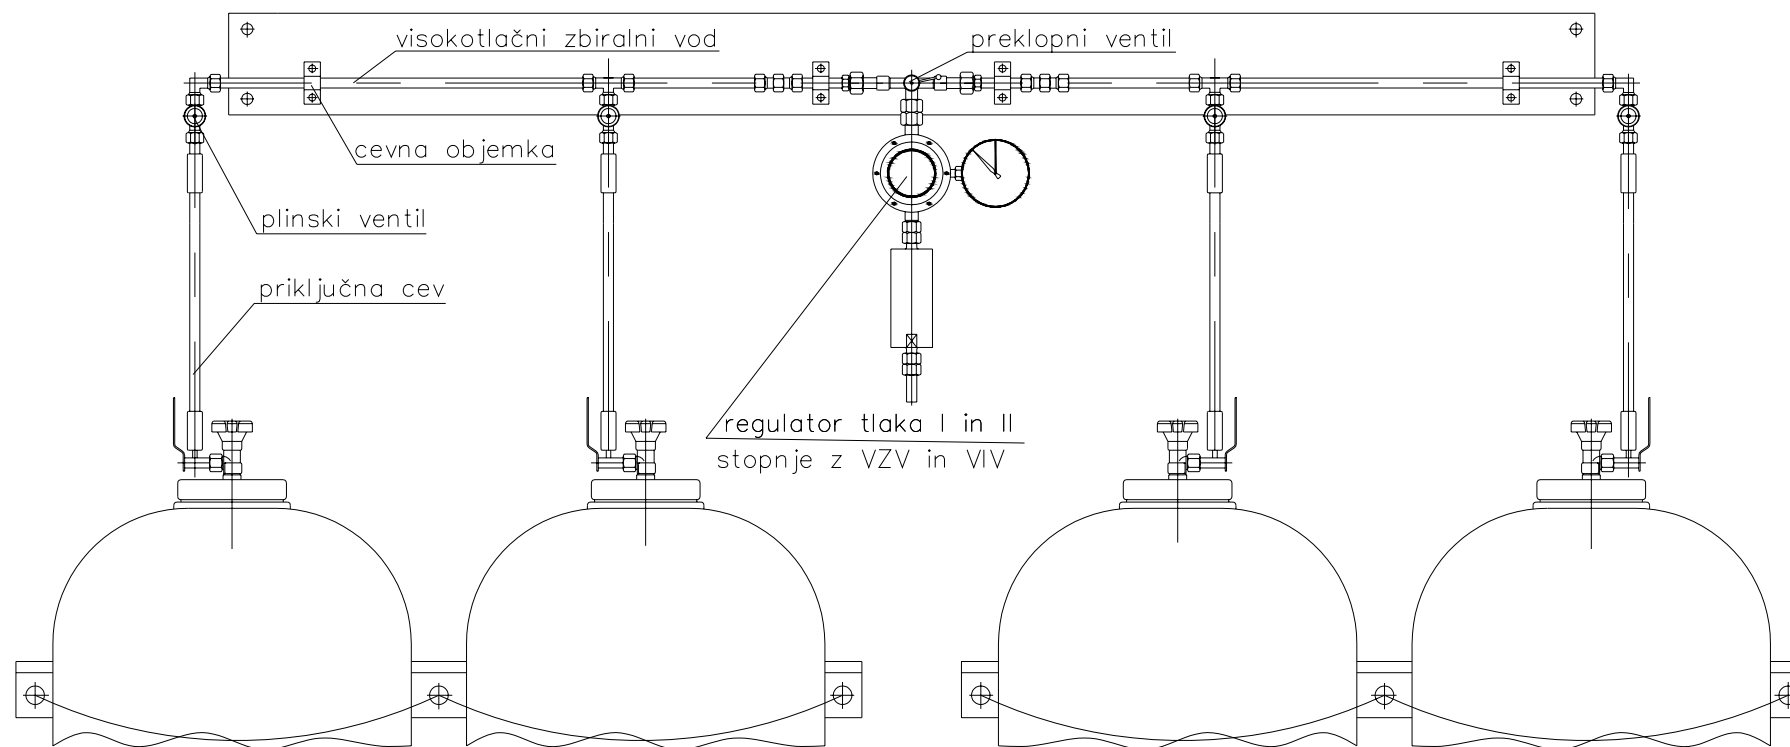 visokotlačni zbiralni vod
preklopni ventil
cevna objemka
plinski ventil
priključna cev
regulator tlaka I in II
stopnje z VZV in VIV